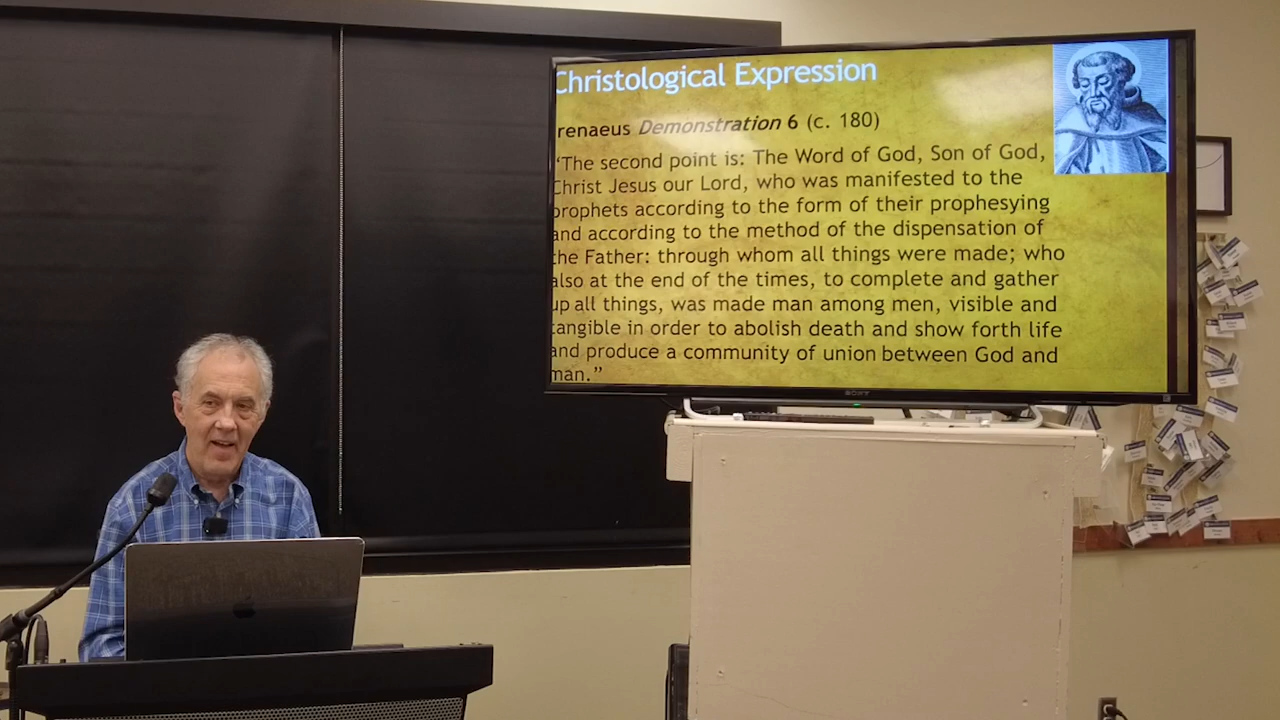 Christological Expression
renaeus Demonstration 6 (c. 180)
“The second point is: The Word of God, Son of God,
Christ Jesus our Lord, who was manifested to the
prophets according to the form of their prophesying
and according to the method of the dispensation of
the Father: through whom all things were made; who
also at the end of the times, to complete and gather
up all things, was made man among men, visible and
tangible in order to abolish death and show forth life
and produce a community of union between God and
man.”
SONY